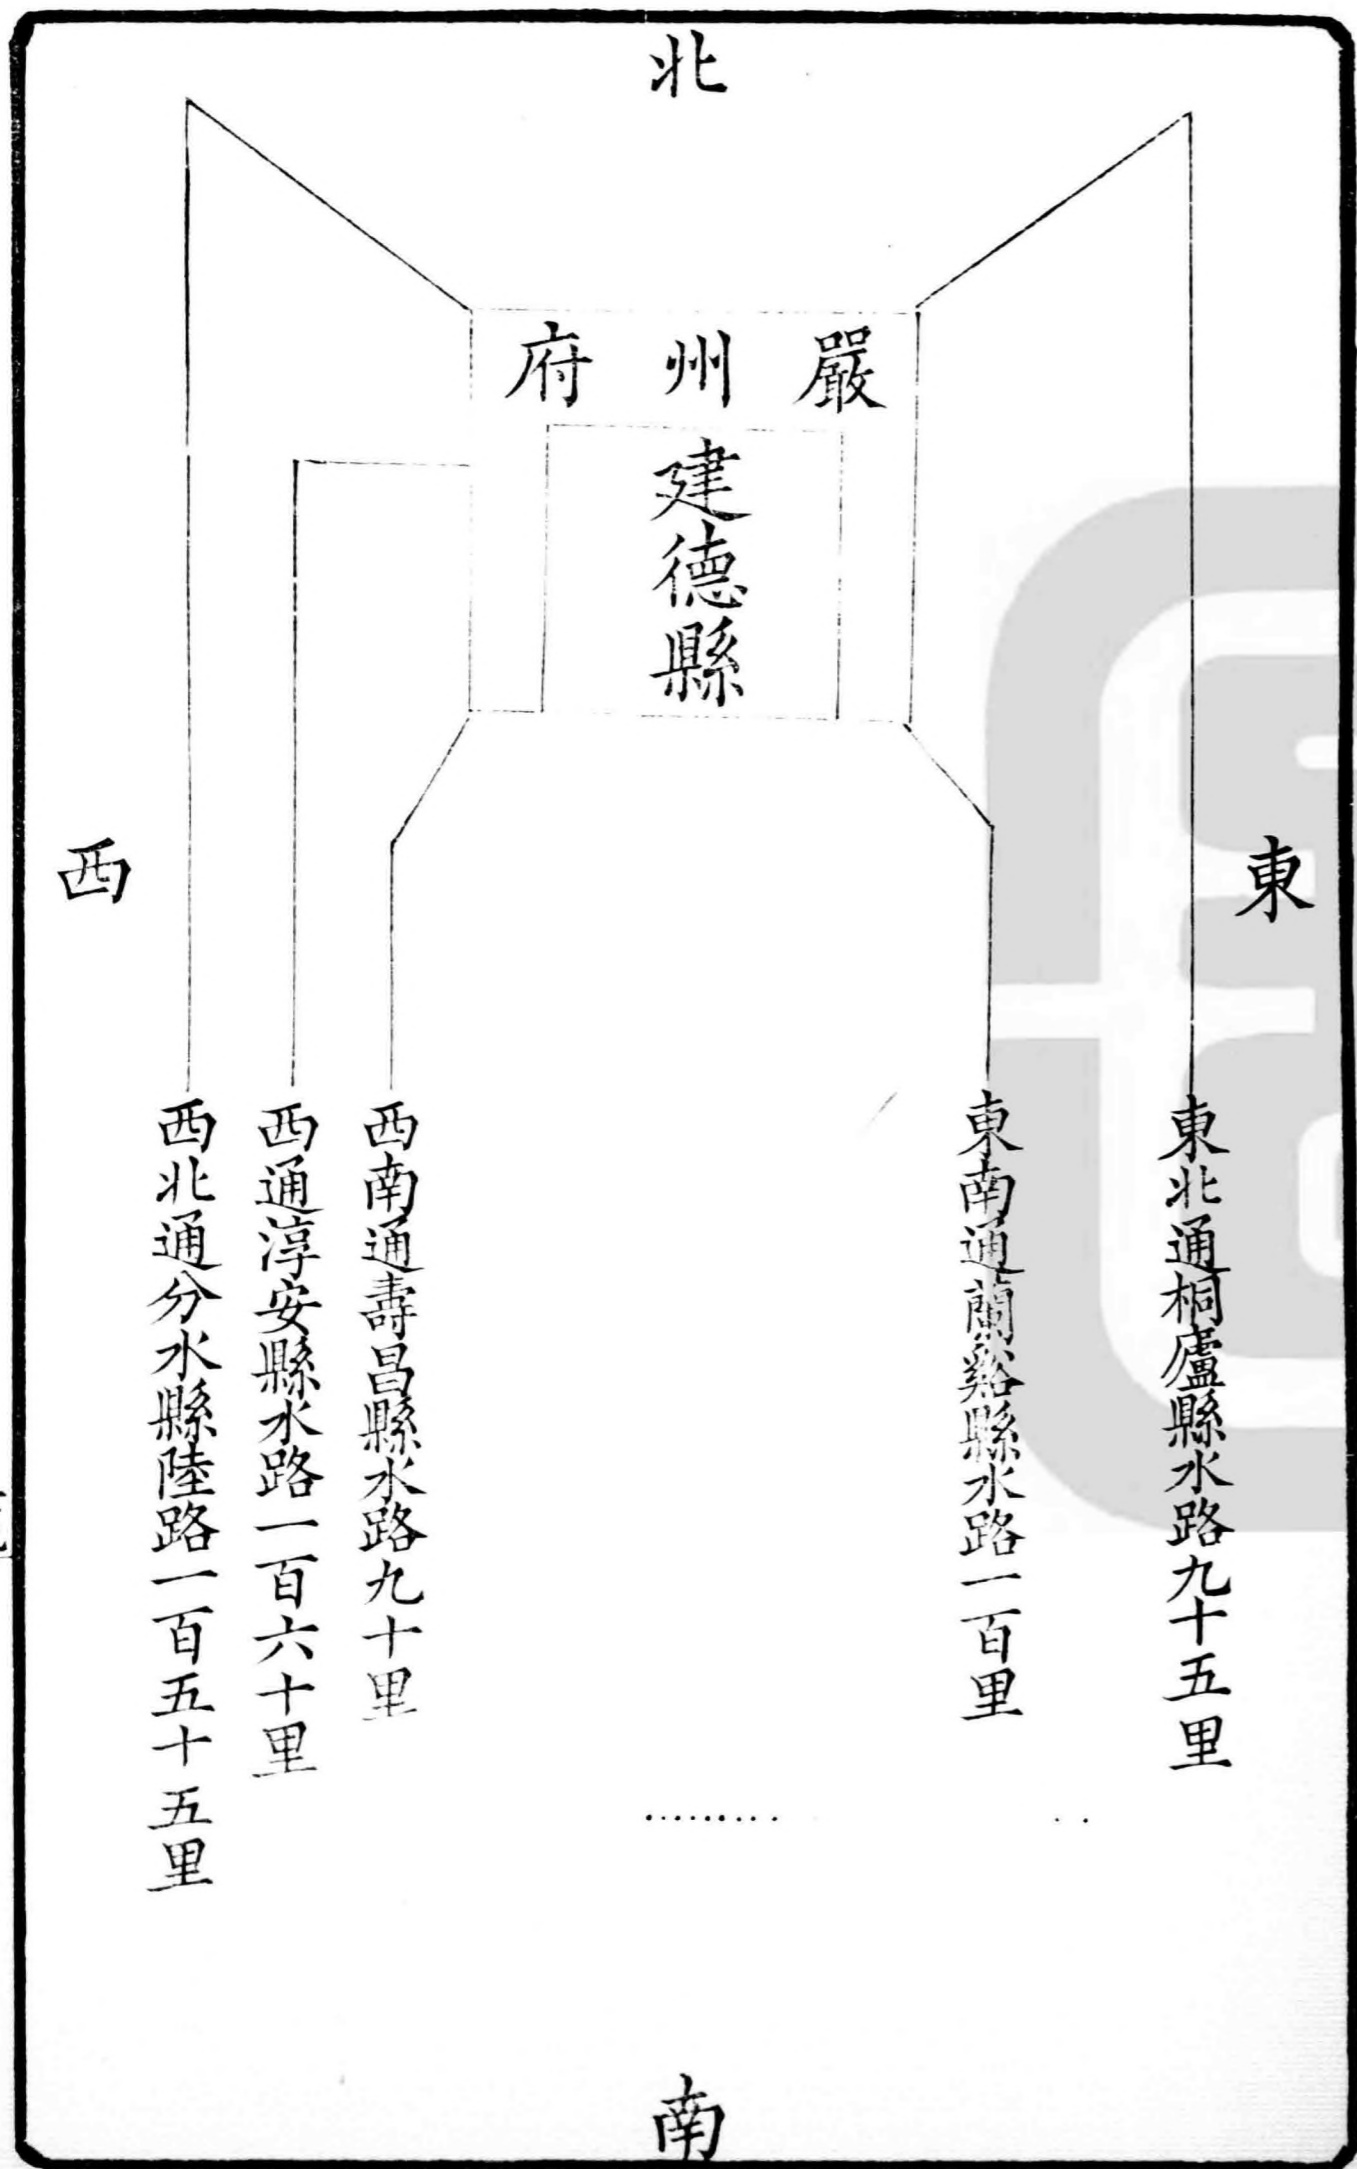 北
嚴州府
建德縣
東
西
東北通桐廬縣水路九十五里
東南通蘭谿縣水路一百里
西南通壽昌縣水路九十里
西通淳安縣水路一百六十里
西北通分水縣陸路一百五十五里
南